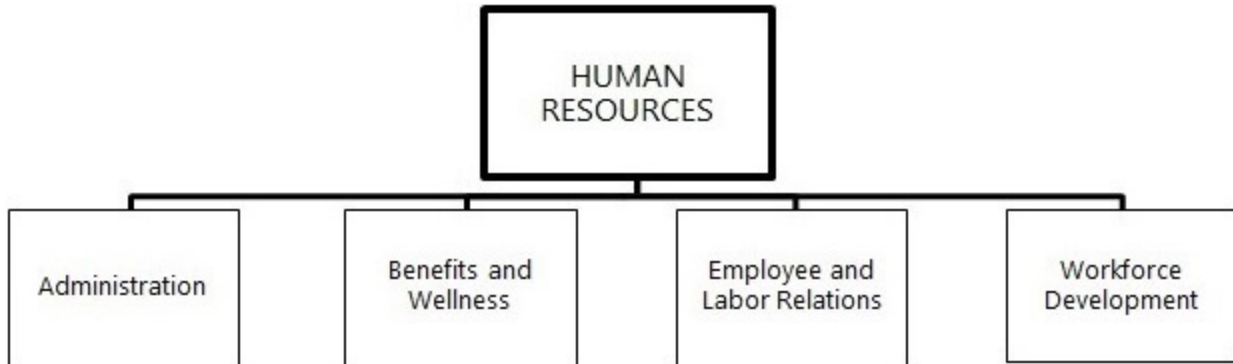 HUMAN
RESOURCES
Administration
Benefits and
Wellness
Employee and
Labor Relations
Workforce
Development